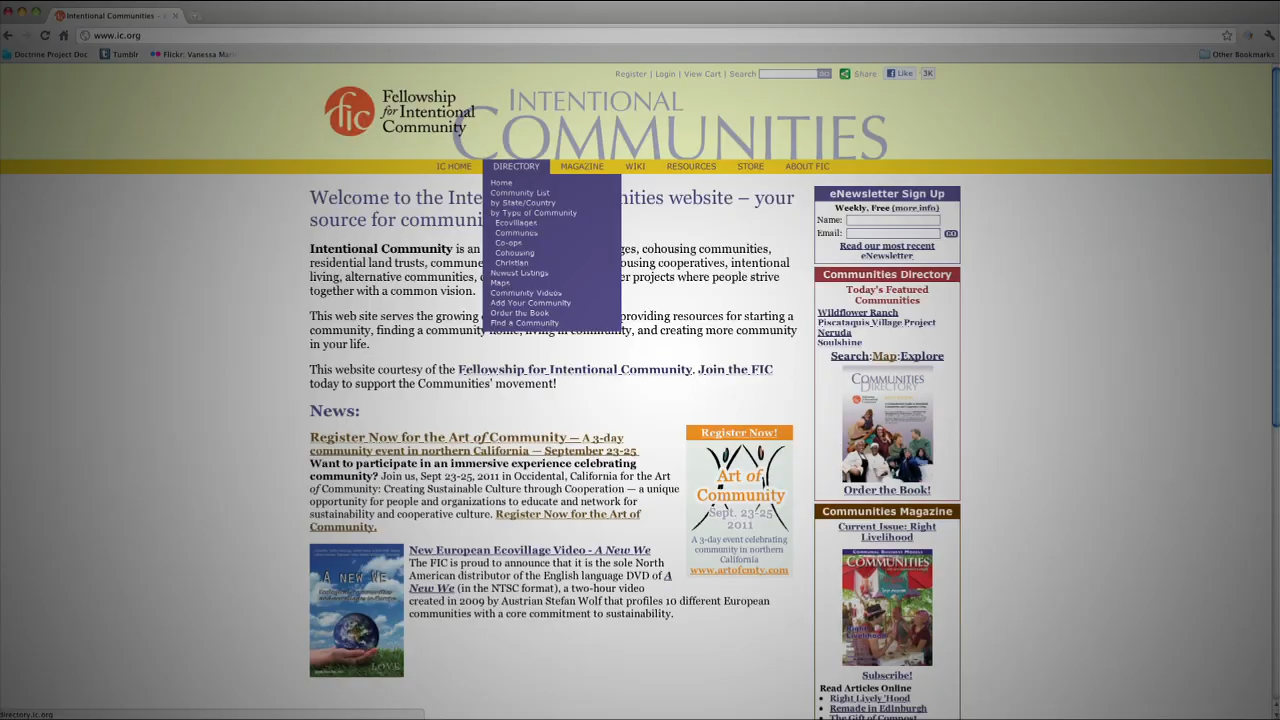 Intentional Communities – 
www.ic.org
Doctrine Project Doc
Tumblr
Flickr: Vanessa Mari
Other Bookmarks
Register | Login | View Cart | Search
GO
Share
Like
3K
fic
Fellowship
for Intentional
Community
INTENTIONAL
COMMUNITIES
IC HOME
DIRECTORY
MAGAZINE
WIKI
RESOURCES
STORE
ABOUT FIC
Home
Community List
by State/Country
by Type of Community
Ecovillages
Communes
Co-ops
Cohousing
Christian
Newest Listings
Maps
Community Videos
Add Your Community
Order the Book
Find a Community
Welcome to the Inte nities website – your
source for communi
Intentional Community is an ges, cohousing communities,
residential land trusts, commune ousing cooperatives, intentional
living, alternative communities, er projects where people strive
together with a common vision.
This web site serves the growing providing resources for starting a
community, finding a community home, living in community, and creating more community
in your life.
This website courtesy of the Fellowship for Intentional Community. Join the FIC
today to support the Communities' movement!
News:
Register Now for the Art of Community — A 3-day
community event in northern California — September 23-25
Want to participate in an immersive experience celebrating
community? Join us, Sept 23-25, 2011 in Occidental, California for the Art
of Community: Creating Sustainable Culture through Cooperation — a unique
opportunity for people and organizations to educate and network for
sustainability and cooperative culture. Register Now for the Art of
Community.
Register Now!
Art of
Community
Sept. 23-25
2011
A 3-day event celebrating
community in northern
California
www.artofcmty.com
A NEW WE
LOVE
New European Ecovillage Video - A New We
The FIC is proud to announce that it is the sole North
American distributor of the English language DVD of A
New We (in the NTSC format), a two-hour video
created in 2009 by Austrian Stefan Wolf that profiles 10 different European
communities with a core commitment to sustainability.
eNewsletter Sign Up
Weekly, Free (more info)
Name:
Email:
GO
Read our most recent
eNewsletter
Communities Directory
Today's Featured
Communities
Wildflower Ranch
Piscataquis Village Project
Neruda
Soulshine
Search:Map:Explore
COMMUNITIES
DIRECTORY
Order the Book!
Communities Magazine
Current Issue: Right
Livelihood
COMMUNITIES
Right
Livelihood
Subscribe!
Read Articles Online
Right Lively 'Hood
Remade in Edinburgh
The Gift of Compost
directory.ic.org